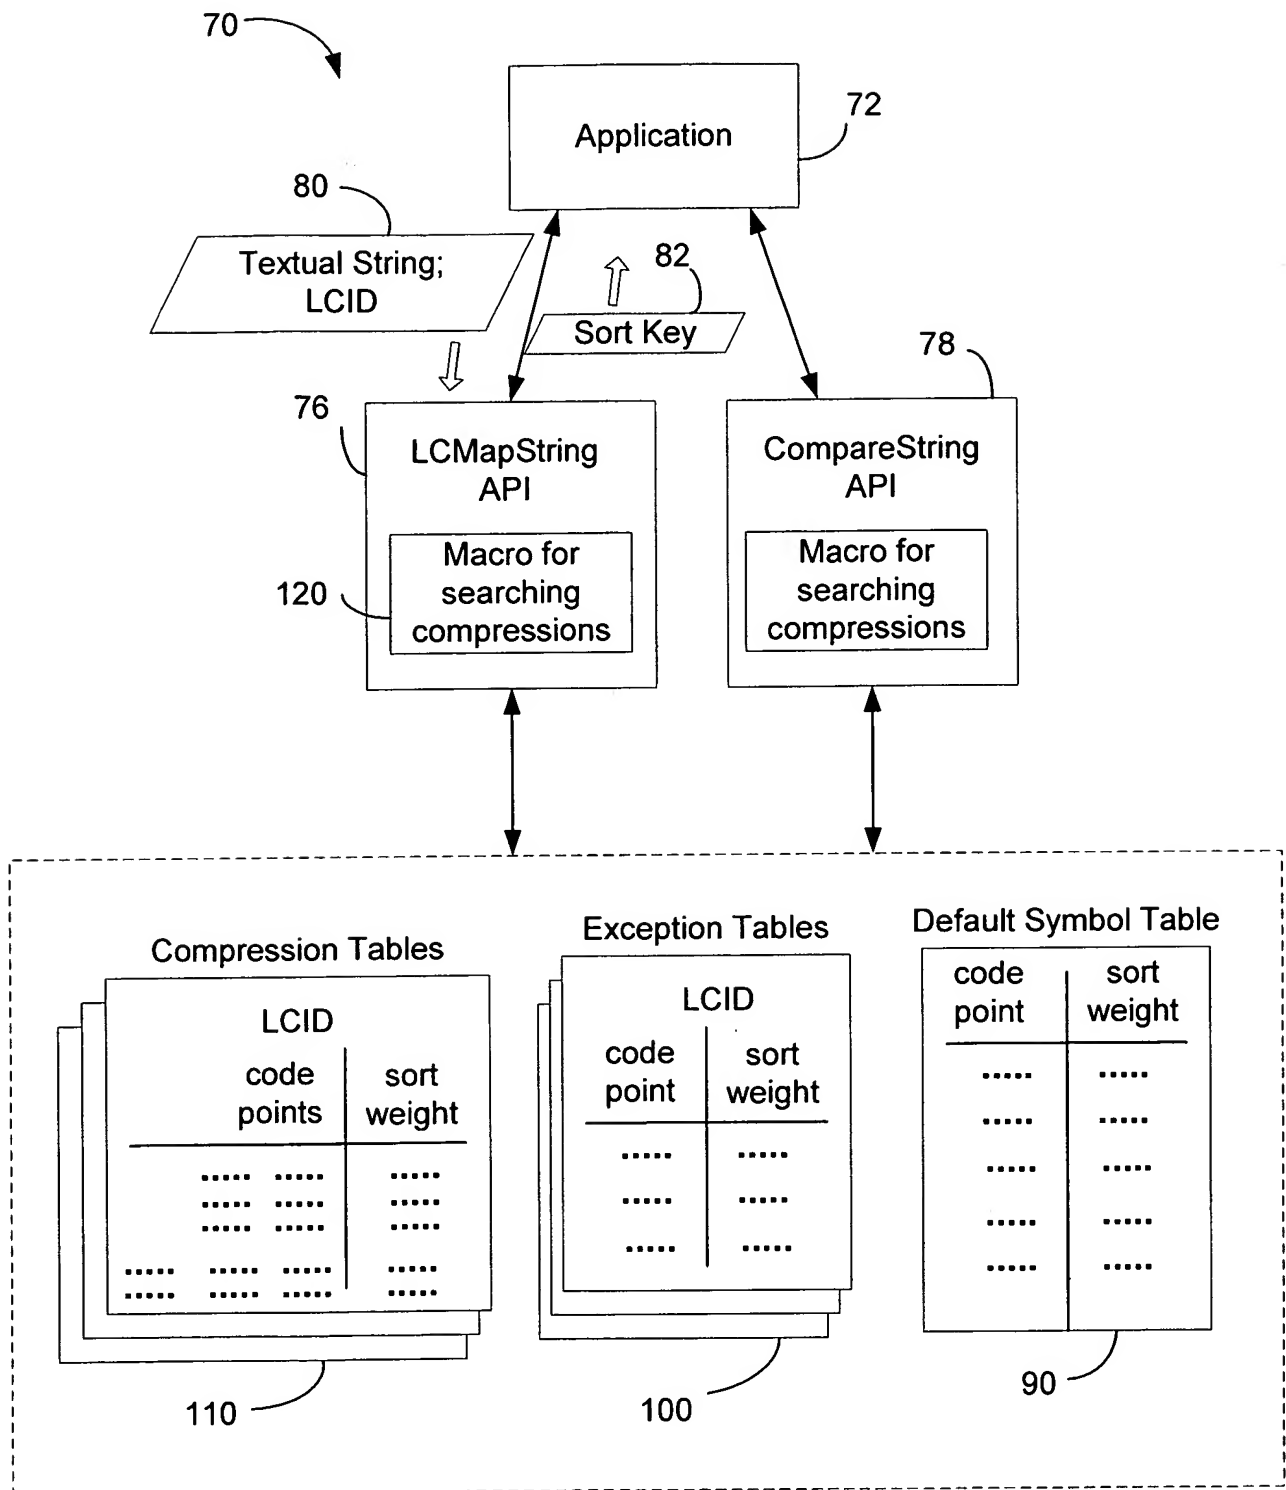 70
Application
72
80
Textual String;
LCID
82
Sort Key
78
76
LCMapString
API
CompareString
API
120
Macro for
searching
compressions
Macro for
searching
compressions
Compression Tables
LCID
code
points
sort
weight
Exception Tables
LCID
code
point
sort
weight
Default Symbol Table
code
point
sort
weight
110
100
90